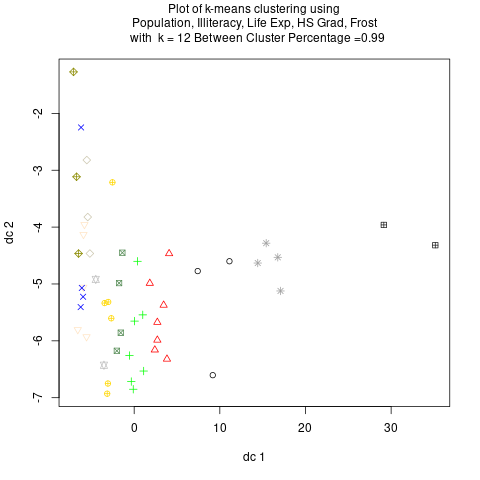 Plot of k-means clustering using
Population, Illiteracy, Life Exp, HS Grad, Frost
with k = 12 Between Cluster Percentage =0.99
-2
-3
-4
-5
-6
-7
dc 2
0
10
20
30
dc 1